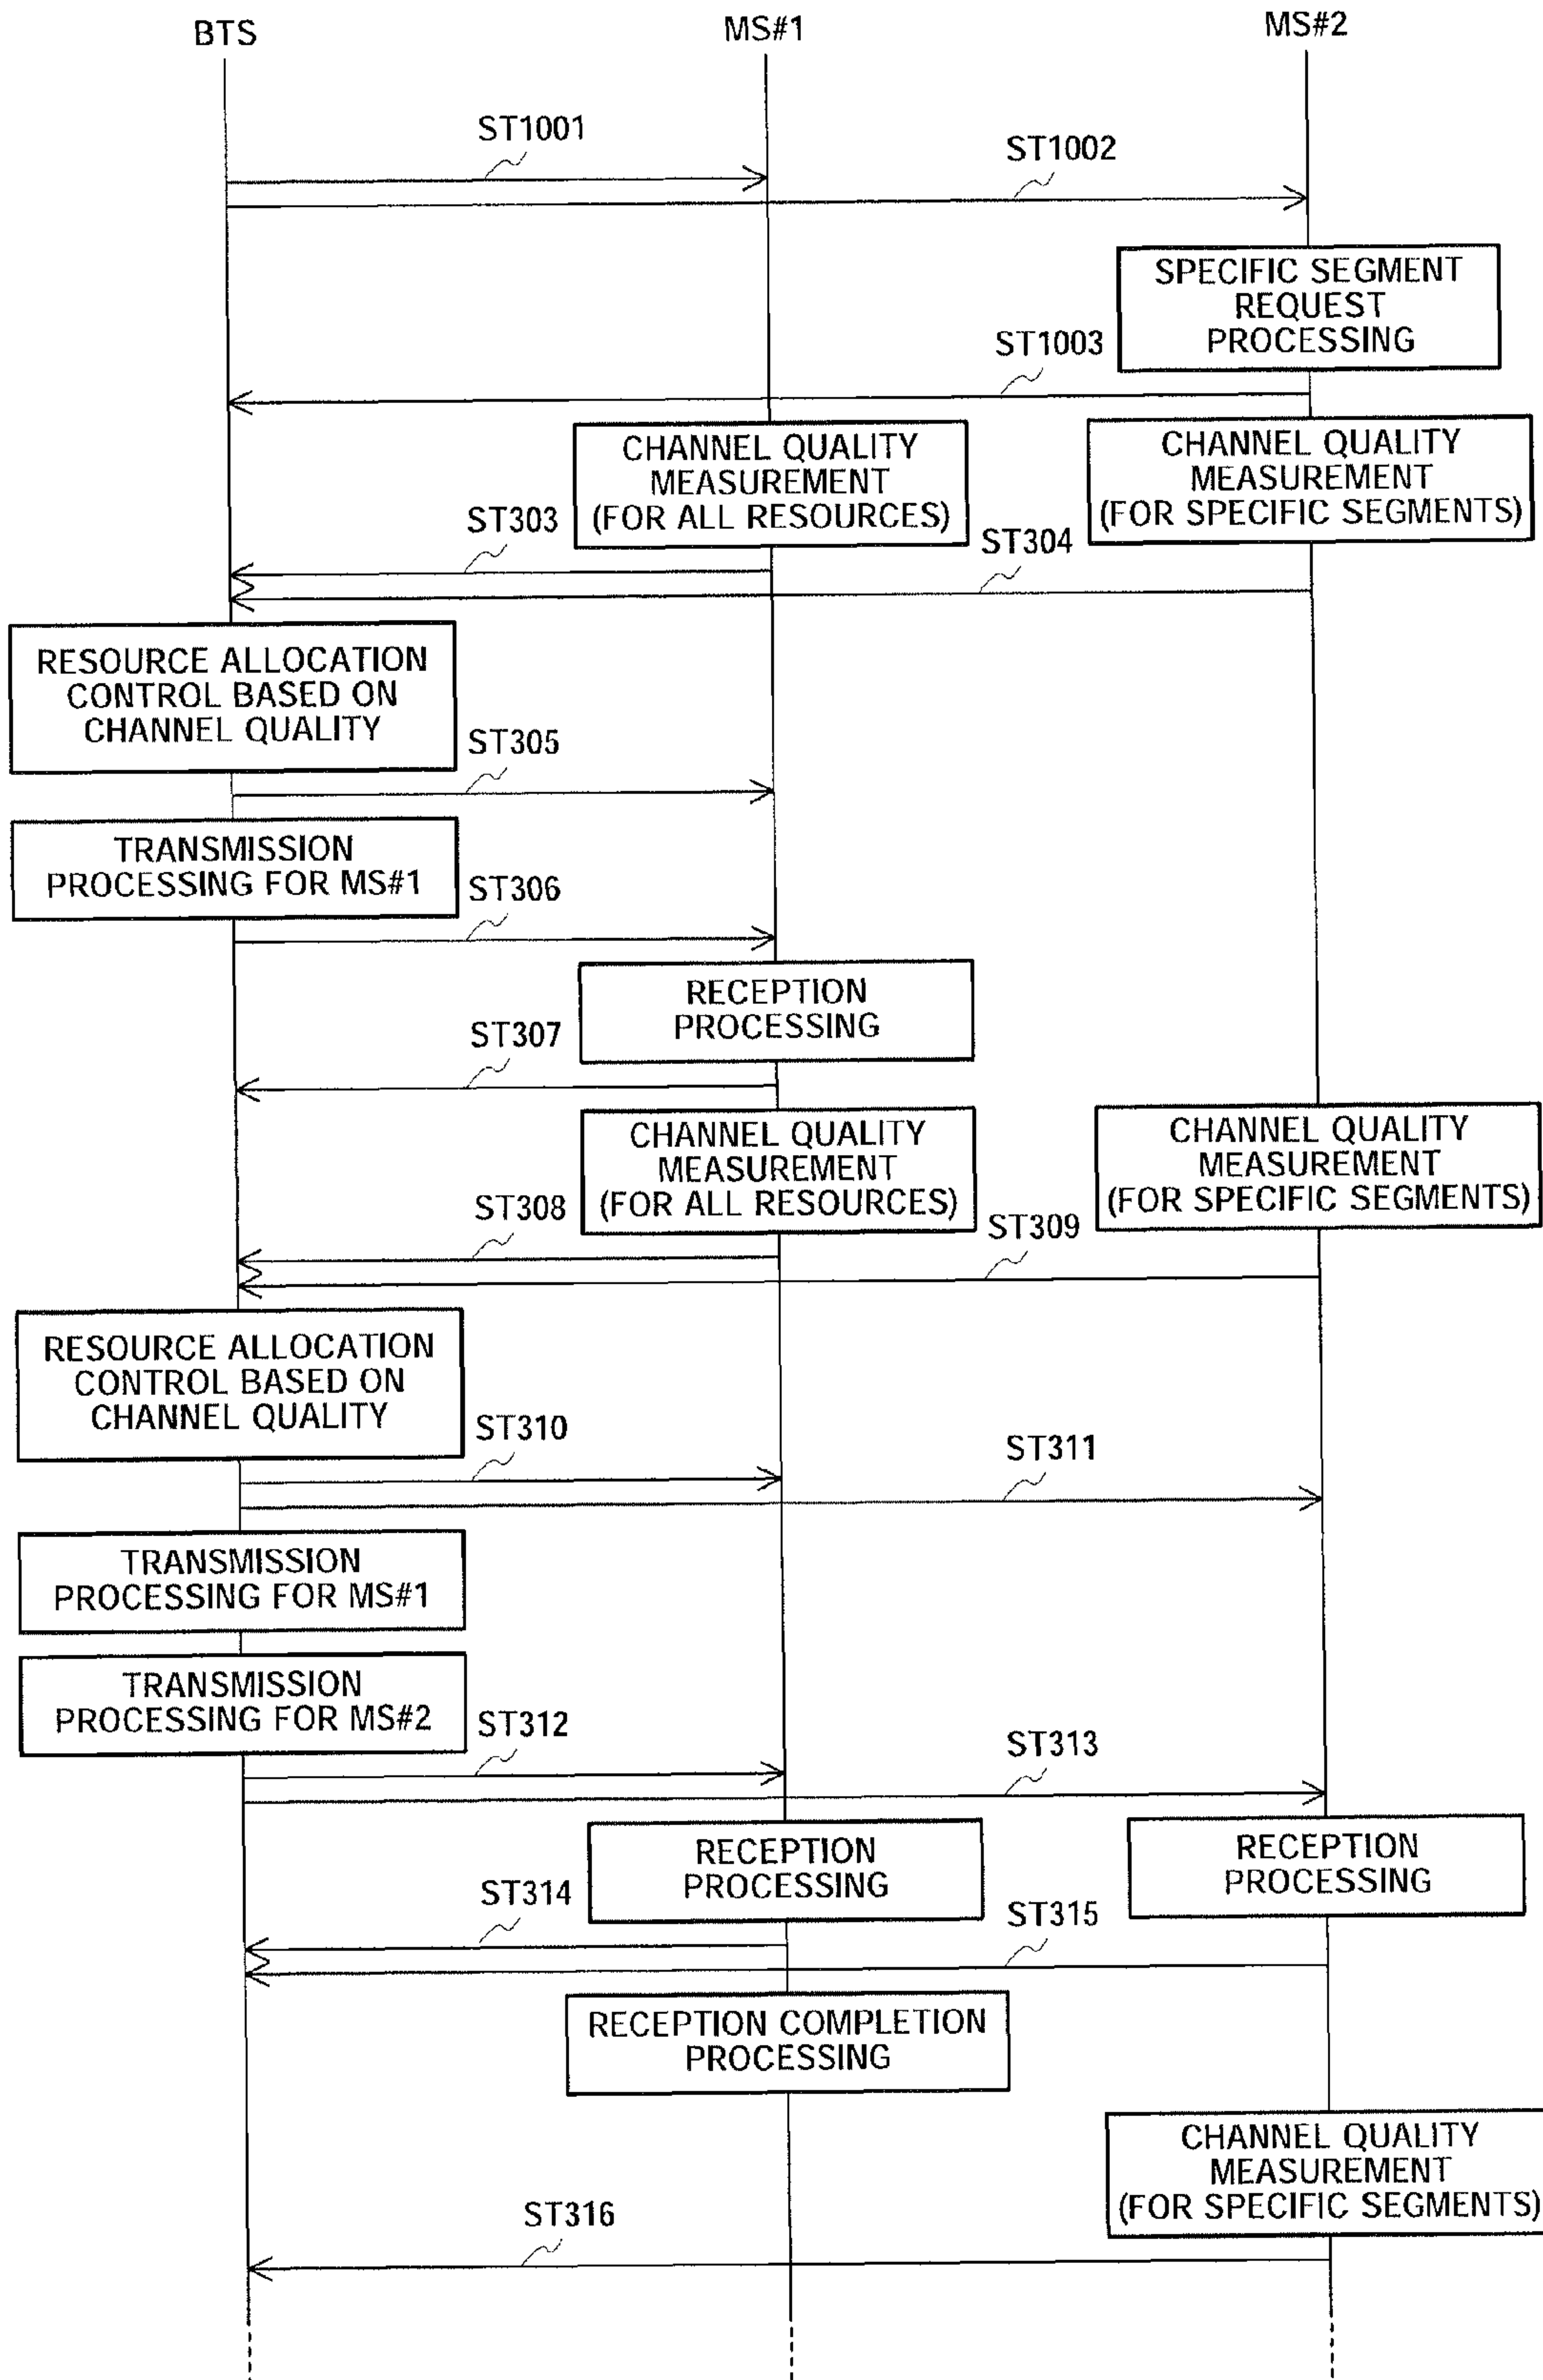 BTS
MS#1
MS#2
ST1001
ST1002
SPECIFIC SEGMENT
REQUEST
PROCESSING
ST1003
CHANNEL QUALITY
MEASUREMENT
(FOR ALL RESOURCES)
CHANNEL QUALITY
MEASUREMENT
(FOR SPECIFIC SEGMENTS)
ST303
ST304
RESOURCE ALLOCATION
CONTROL BASED ON
CHANNEL QUALITY
ST305
TRANSMISSION
PROCESSING FOR MS#1
ST306
RECEPTION
PROCESSING
ST307
CHANNEL QUALITY
MEASUREMENT
(FOR ALL RESOURCES)
CHANNEL QUALITY
MEASUREMENT
(FOR SPECIFIC SEGMENTS)
ST308
ST309
RESOURCE ALLOCATION
CONTROL BASED ON
CHANNEL QUALITY
ST310
ST311
TRANSMISSION
PROCESSING FOR MS#1
TRANSMISSION
PROCESSING FOR MS#2
ST312
ST313
RECEPTION
PROCESSING
RECEPTION
PROCESSING
ST314
ST315
RECEPTION COMPLETION
PROCESSING
CHANNEL QUALITY
MEASUREMENT
(FOR SPECIFIC SEGMENTS)
ST316